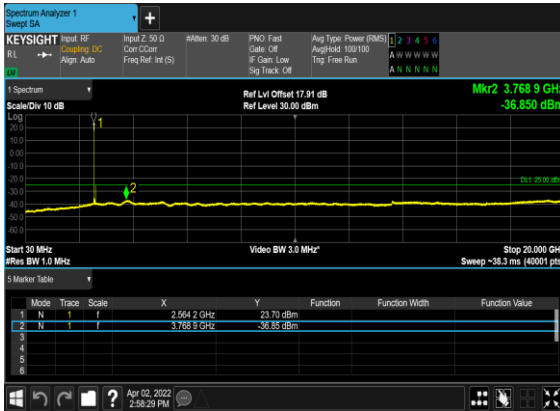 Spectrum Analyzer 1
Swept SA
KEYSIGHT Input: RF Input Z: 50 Ω #Atten: 30 dB PNO: Fast Avg Type: Power (RMS) 1 2 3 4 5 6
RL Coupling: DC Corr CCorr Gate: Off Avg|Hold: 100/100 A W W W W W
Align: Auto Freq Ref: Int (S) IF Gain: Low Trig: Free Run A N N N N N
Sig Track: Off
1 Spectrum Ref Lvl Offset 17.91 dB Mkr2 3.768 9 GHz
Scale/Div 10 dB Ref Level 30.00 dBm -36.850 dBm
Log
20.0
10.0
0.00
-10.0
-20.0
-30.0
-40.0
-50.0
-60.0
1
2
DL1 -25.00 dBm
Start 30 MHz Video BW 3.0 MHz* Stop 20.000 GHz
#Res BW 1.0 MHz Sweep ~38.3 ms (40001 pts)
5 Marker Table
Mode Trace Scale X Y Function Function Width Function Value
1 N 1 f 2.564 2 GHz 23.70 dBm
2 N 1 f 3.768 9 GHz -36.85 dBm
3
4
5
6
? Apr 02, 2022
2:58:29 PM